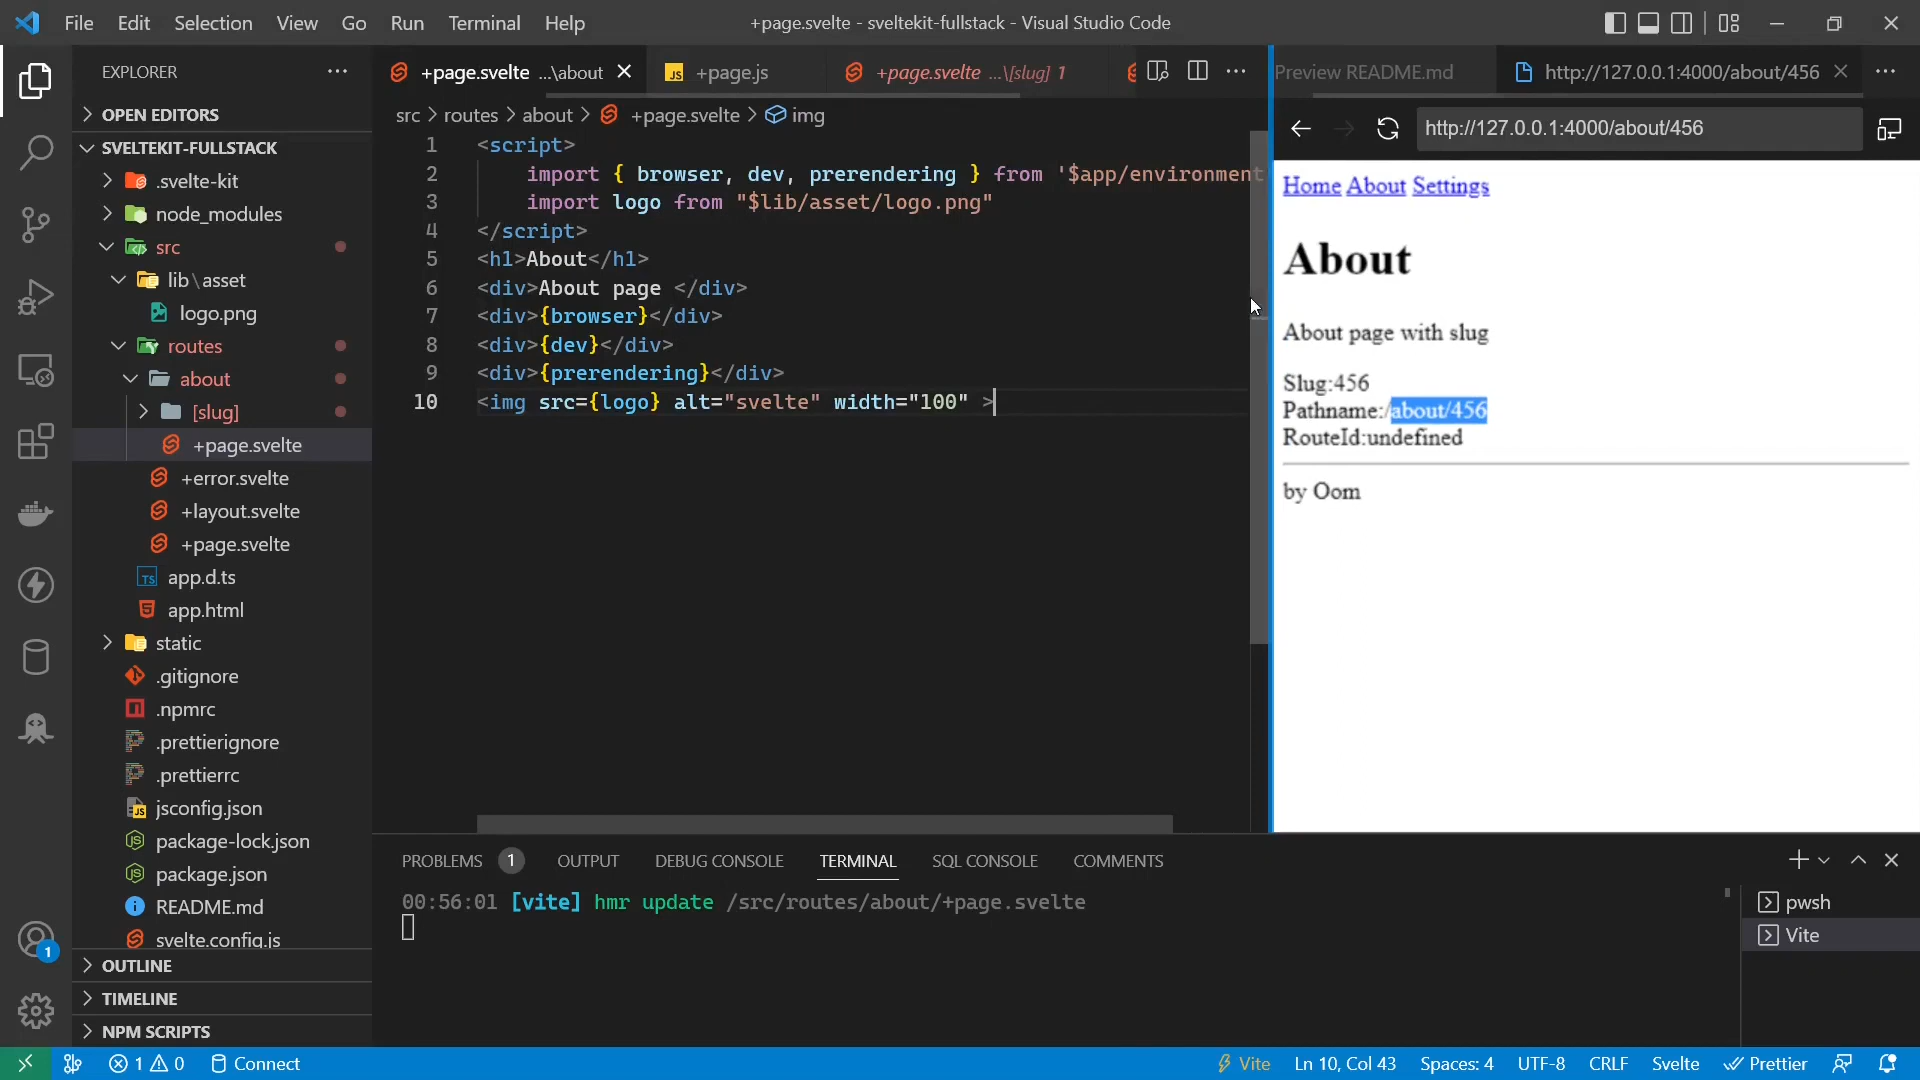 File Edit Selection View Go Run Terminal Help
+page.svelte - sveltekit-fullstack - Visual Studio Code
EXPLORER
OPEN EDITORS
SVELTEKIT-FULLSTACK
.svelte-kit
node_modules
src
lib\asset
logo.png
routes
about
[slug]
+page.svelte
+error.svelte
+layout.svelte
+page.svelte
TS app.d.ts
app.html
static
.gitignore
.npmrc
.prettierignore
.prettierrc
jsconfig.json
package-lock.json
package.json
README.md
svelte.config.js
OUTLINE
TIMELINE
NPM SCRIPTS
+page.svelte ...\about
JS +page.js
+page.svelte ...\[slug] 1
src > routes > about > +page.svelte > img
1 <script>
2 import { browser, dev, prerendering } from '$app/environment
3 import logo from "$lib/asset/logo.png"
4 </script>
5 <h1>About</h1>
6 <div>About page </div>
7 <div>{browser}</div>
8 <div>{dev}</div>
9 <div>{prerendering}</div>
10 <img src={logo} alt="svelte" width="100" >
Preview README.md
http://127.0.0.1:4000/about/456
http://127.0.0.1:4000/about/456
Home About Settings
About
About page with slug
Slug:456
Pathname:/about/456
RouteId:undefined
by Oom
PROBLEMS 1 OUTPUT DEBUG CONSOLE TERMINAL SQL CONSOLE COMMENTS
00:56:01 [vite] hmr update /src/routes/about/+page.svelte
pwsh
Vite
1
1 0 Connect
Vite Ln 10, Col 43 Spaces: 4 UTF-8 CRLF Svelte Prettier